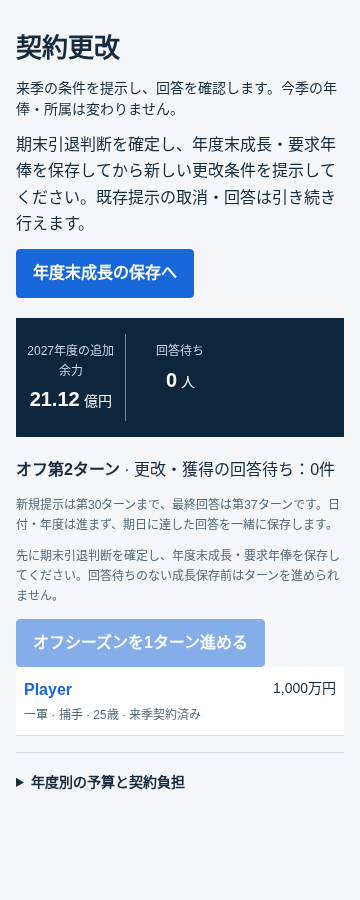 契約更改
来季の条件を提示し、回答を確認します。今季の年
俸・所属は変わりません。
期末引退判断を確定し、年度末成長・要求年
俸を保存してから新しい更改条件を提示して
ください。既存提示の取消・回答は引き続き
行えます。
年度末成長の保存へ
2027年度の追加
余力
21.12 億円
回答待ち
0 人
オフ第2ターン · 更改・獲得の回答待ち：0件
新規提示は第30ターンまで、最終回答は第37ターンです。日
付・年度は進まず、期日に達した回答を一緒に保存します。
先に期末引退判断を確定し、年度末成長・要求年俸を保存し
てください。回答待ちのない成長保存前はターンを進められ
ません。
オフシーズンを1ターン進める
Player
1,000万円
一軍 · 捕手 · 25歳 · 来季契約済み
▶ 年度別の予算と契約負担